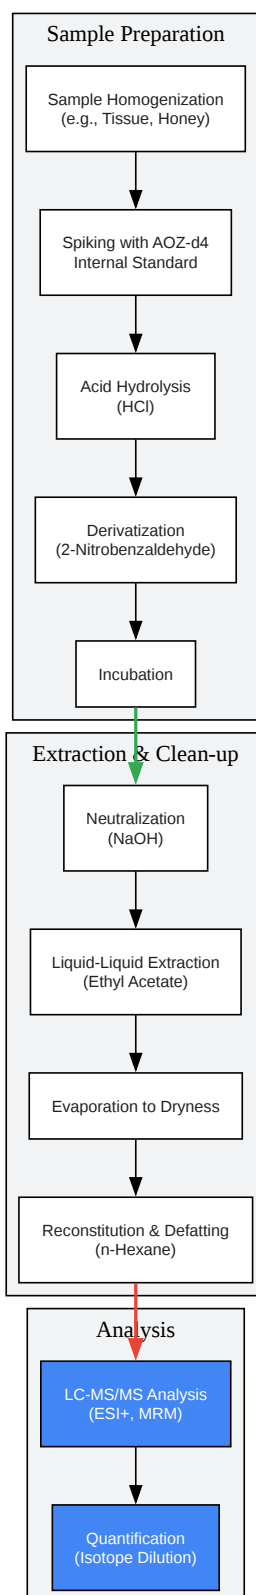 Sample Preparation
Sample Homogenization
(e.g., Tissue, Honey)
Spiking with AOZ-d4
Internal Standard
Acid Hydrolysis
(HCl)
Derivatization
(2-Nitrobenzaldehyde)
Incubation
Extraction & Clean-up
Neutralization
(NaOH)
Liquid-Liquid Extraction
(Ethyl Acetate)
Evaporation to Dryness
Reconstitution & Defatting
(n-Hexane)
Analysis
LC-MS/MS Analysis
(ESI+, MRM)
Quantification
(Isotope Dilution)